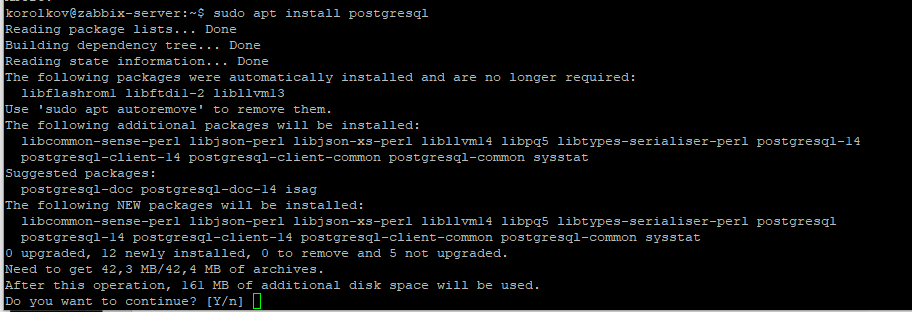 korolkov@zabbix-server:~$ sudo apt install postgresql
Reading package lists... Done
Building dependency tree... Done
Reading state information... Done
The following packages were automatically installed and are no longer required:
  libflashrom1 libftdi1-2 libllvm13
Use 'sudo apt autoremove' to remove them.
The following additional packages will be installed:
  libcommon-sense-perl libjson-perl libjson-xs-perl libllvm14 libpq5 libtypes-serialiser-perl postgresql-14
  postgresql-client-14 postgresql-client-common postgresql-common sysstat
Suggested packages:
  postgresql-doc postgresql-doc-14 isag
The following NEW packages will be installed:
  libcommon-sense-perl libjson-perl libjson-xs-perl libllvm14 libpq5 libtypes-serialiser-perl postgresql
  postgresql-14 postgresql-client-14 postgresql-client-common postgresql-common sysstat
0 upgraded, 12 newly installed, 0 to remove and 5 not upgraded.
Need to get 42,3 MB/42,4 MB of archives.
After this operation, 161 MB of additional disk space will be used.
Do you want to continue? [Y/n]